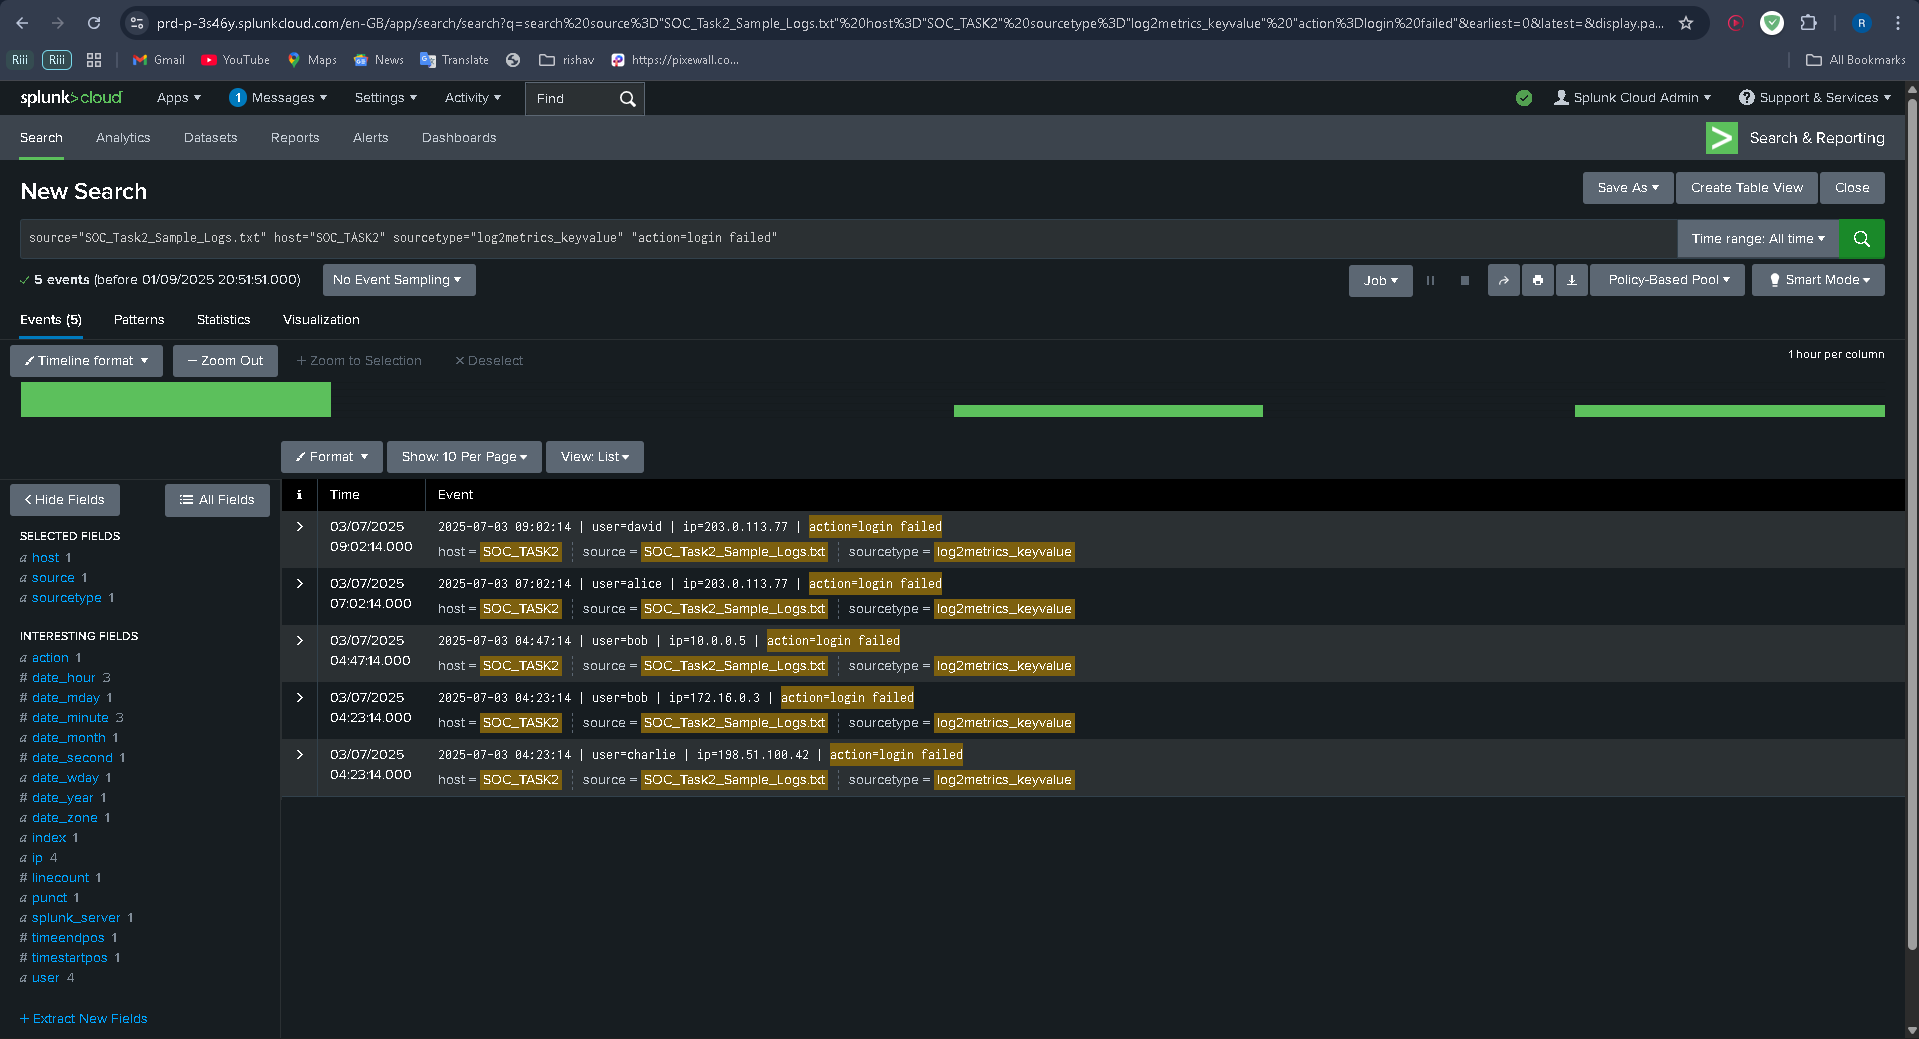 prd-p-3s46y.splunkcloud.com/en-GB/app/search/search?q=search%20source%3D"SOC_Task2_Sample_Logs.txt"%20host%3D"SOC_TASK2"%20sourcetype%3D"log2metrics_keyvalue"%20"action%3Dlogin%20failed"&earliest=0&latest=&display.pa...
R
Riii
Riii
Gmail
YouTube
Maps
News
Translate
rishav
https://pixewall.co...
All Bookmarks
splunk>cloud
Apps
1
Messages
Settings
Activity
Find
Splunk Cloud Admin
Support & Services
Search
Analytics
Datasets
Reports
Alerts
Dashboards
Search & Reporting
New Search
Save As
Create Table View
Close
source="SOC_Task2_Sample_Logs.txt" host="SOC_TASK2" sourcetype="log2metrics_keyvalue" "action=login failed"
Time range: All time
5 events (before 01/09/2025 20:51:51.000)
No Event Sampling
Job
Policy-Based Pool
Smart Mode
Events (5)
Patterns
Statistics
Visualization
Timeline format
– Zoom Out
+ Zoom to Selection
× Deselect
1 hour per column
Format
Show: 10 Per Page
View: List
< Hide Fields
All Fields
i
Time
Event
SELECTED FIELDS
a host 1
a source 1
a sourcetype 1
INTERESTING FIELDS
a action 1
# date_hour 3
# date_mday 1
# date_minute 3
a date_month 1
# date_second 1
a date_wday 1
# date_year 1
a date_zone 1
a index 1
a ip 4
# linecount 1
a punct 1
a splunk_server 1
# timeendpos 1
# timestartpos 1
a user 4
+ Extract New Fields
03/07/2025
09:02:14.000
2025-07-03 09:02:14 | user=david | ip=203.0.113.77 | action=login failed
host = SOC_TASK2 source = SOC_Task2_Sample_Logs.txt sourcetype = log2metrics_keyvalue
03/07/2025
07:02:14.000
2025-07-03 07:02:14 | user=alice | ip=203.0.113.77 | action=login failed
host = SOC_TASK2 source = SOC_Task2_Sample_Logs.txt sourcetype = log2metrics_keyvalue
03/07/2025
04:47:14.000
2025-07-03 04:47:14 | user=bob | ip=10.0.0.5 | action=login failed
host = SOC_TASK2 source = SOC_Task2_Sample_Logs.txt sourcetype = log2metrics_keyvalue
03/07/2025
04:23:14.000
2025-07-03 04:23:14 | user=bob | ip=172.16.0.3 | action=login failed
host = SOC_TASK2 source = SOC_Task2_Sample_Logs.txt sourcetype = log2metrics_keyvalue
03/07/2025
04:23:14.000
2025-07-03 04:23:14 | user=charlie | ip=198.51.100.42 | action=login failed
host = SOC_TASK2 source = SOC_Task2_Sample_Logs.txt sourcetype = log2metrics_keyvalue